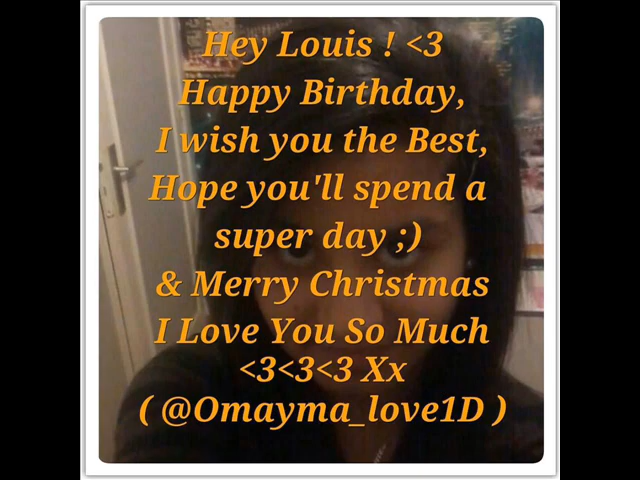 Hey Louis ! <3
Happy Birthday,
I wish you the Best,
Hope you'll spend a
super day ;)
& Merry Christmas
I Love You So Much
<3<3<3 Xx
( @Omayma_love1D )